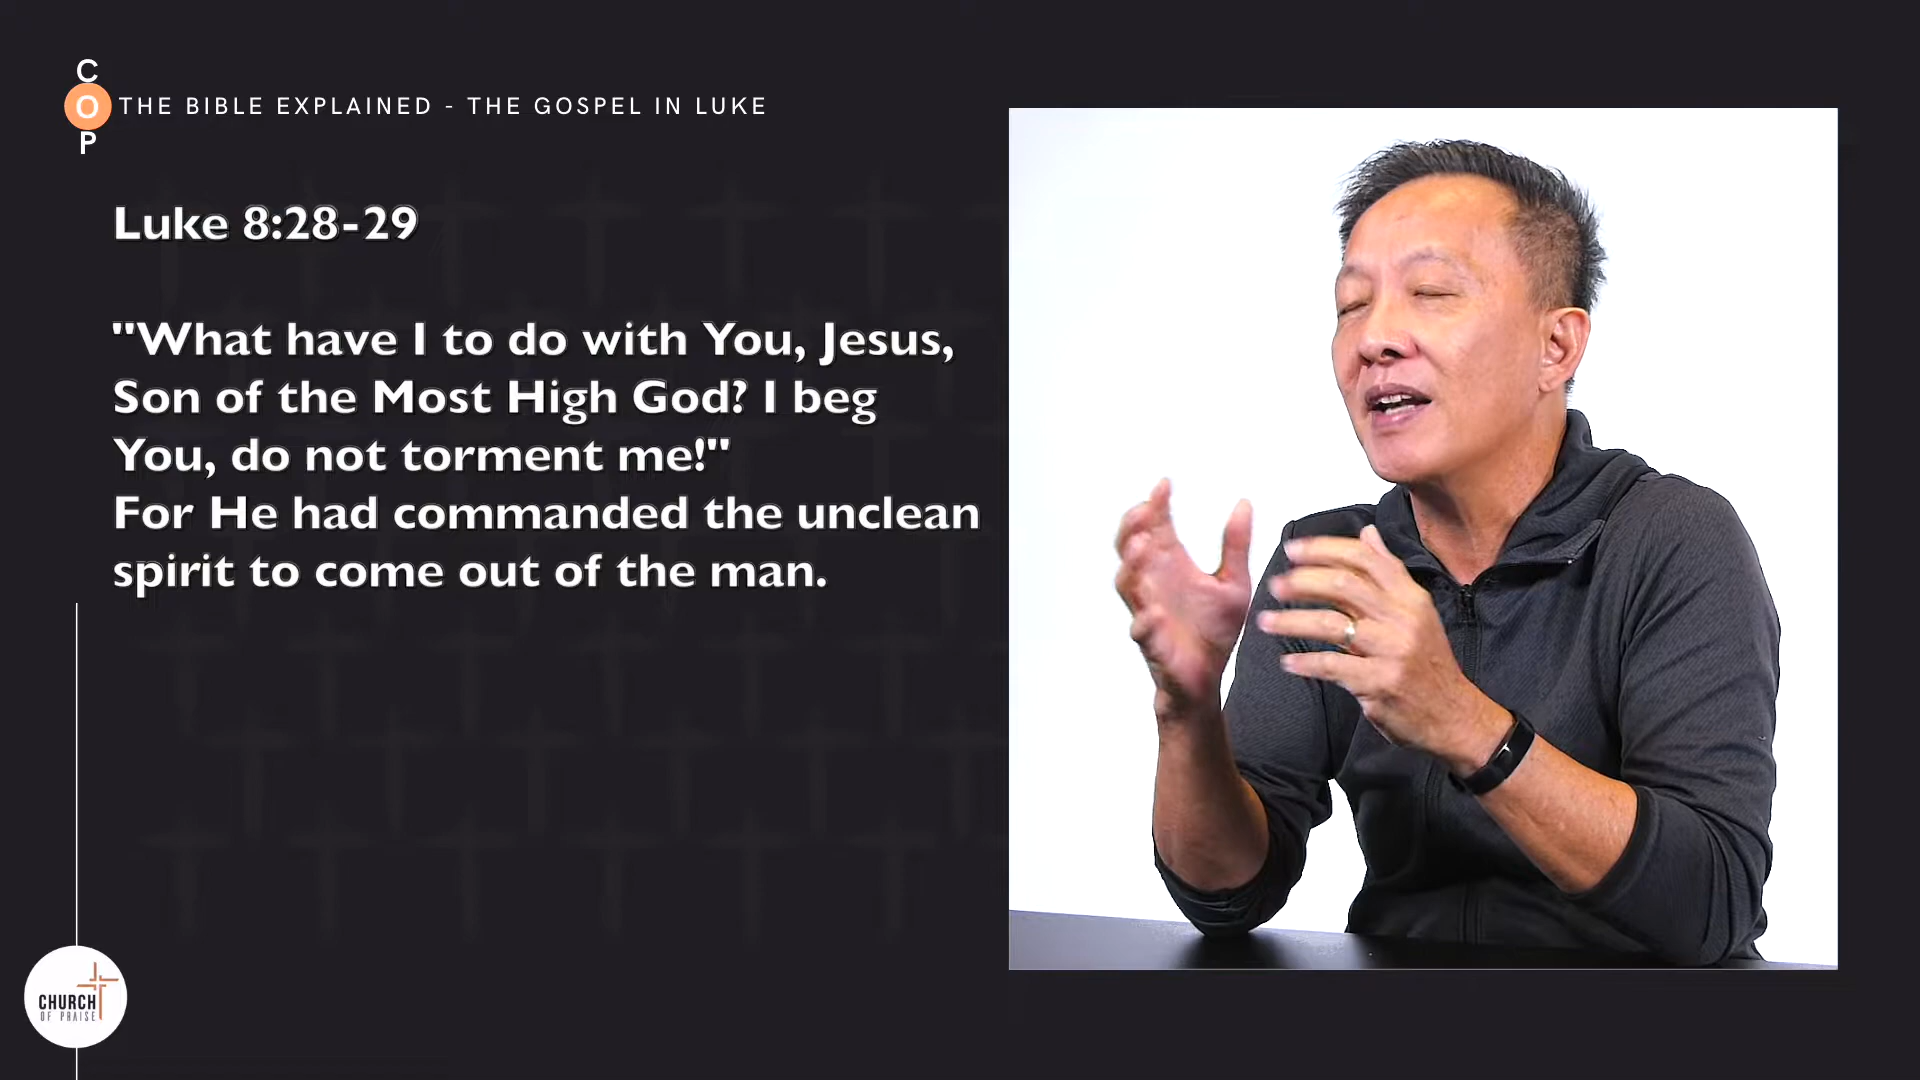 C
O
P
THE BIBLE EXPLAINED - THE GOSPEL IN LUKE
Luke 8:28-29
"What have I to do with You, Jesus,
Son of the Most High God? I beg
You, do not torment me!"
For He had commanded the unclean
spirit to come out of the man.
CHURCH
OF PRAISE